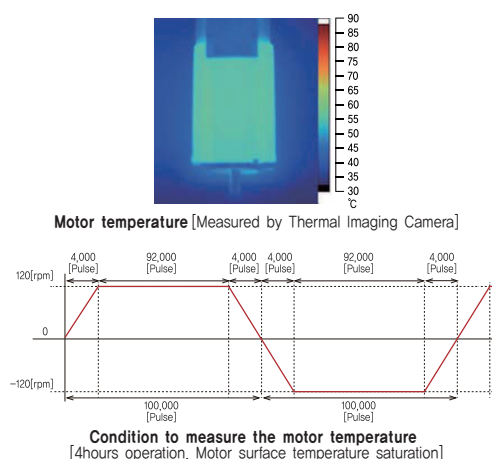 90
85
80
75
70
65
60
55
50
45
40
35
30
℃
Motor temperature [Measured by Thermal Imaging Camera]
4,000 92,000 4,000 4,000 92,000 4,000
[Pulse] [Pulse] [Pulse] [Pulse] [Pulse] [Pulse]
120[rpm]
0
-120[rpm]
100,000 100,000
[Pulse] [Pulse]
Condition to measure the motor temperature
[4hours operation, Motor surface temperature saturation]